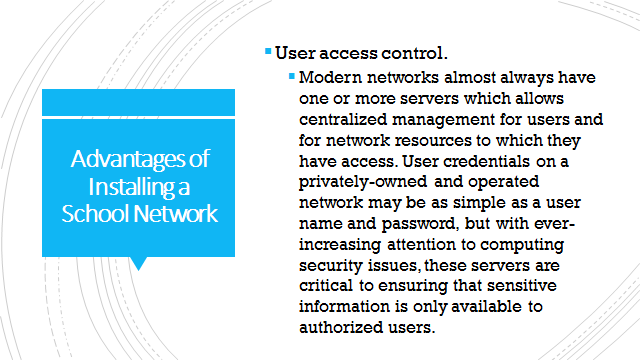 Advantages of
Installing a
School Network
User access control.
Modern networks almost always have
one or more servers which allows
centralized management for users and
for network resources to which they
have access. User credentials on a
privately-owned and operated
network may be as simple as a user
name and password, but with ever-
increasing attention to computing
security issues, these servers are
critical to ensuring that sensitive
information is only available to
authorized users.